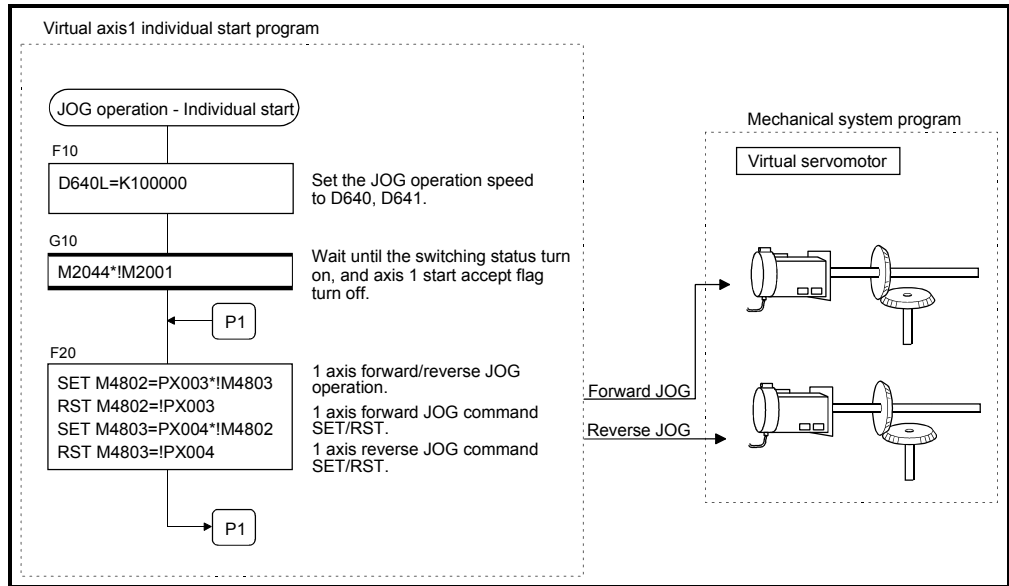 Virtual axis1 individual start program
JOG operation - Individual start
F10
D640L=K100000
Set the JOG operation speed
to D640, D641.
G10
M2044*!M2001
Wait until the switching status turn
on, and axis 1 start accept flag
turn off.
P1
F20
SET M4802=PX003*!M4803
RST M4802=!PX003
SET M4803=PX004*!M4802
RST M4803=!PX004
1 axis forward/reverse JOG
operation.
1 axis forward JOG command
SET/RST.
1 axis reverse JOG command
SET/RST.
P1
Forward JOG
Reverse JOG
Mechanical system program
Virtual servomotor